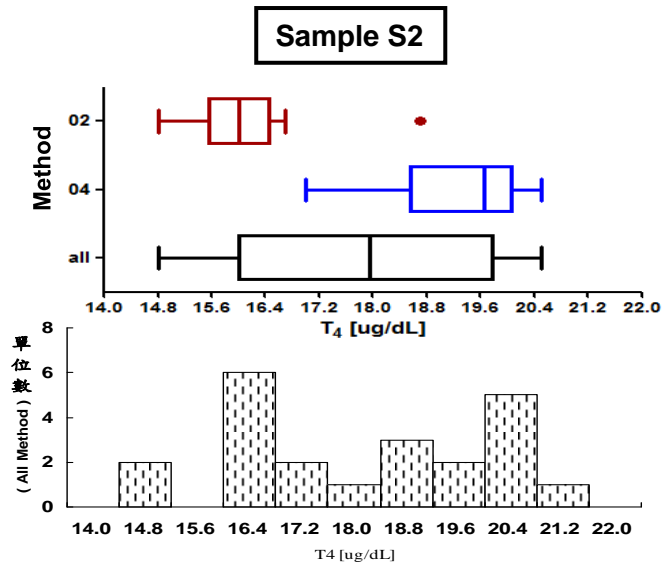 Sample S2
Method
02
04
all
14.0 14.8 15.6 16.4 17.2 18.0 18.8 19.6 20.4 21.2 22.0
T4 [ug/dL]
單位數
( All Method )
8
6
4
2
0
14.0 14.8 15.6 16.4 17.2 18.0 18.8 19.6 20.4 21.2 22.0
T4 [ug/dL]